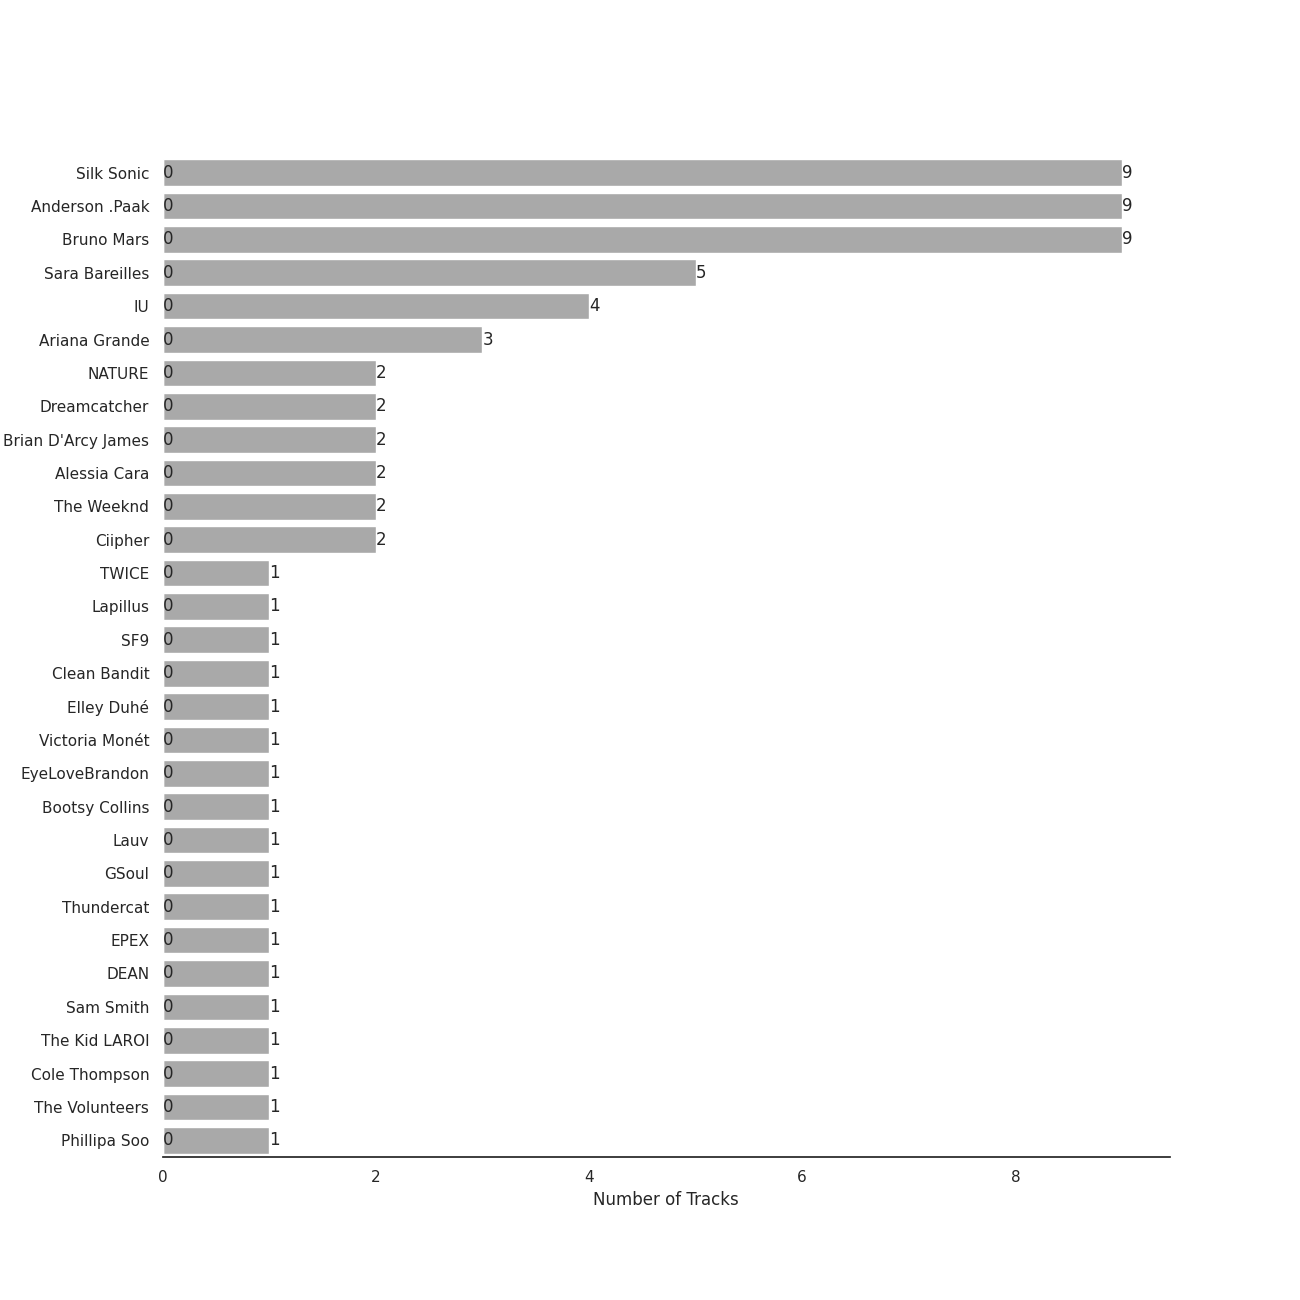 Silk Sonic 0 9
Anderson .Paak 0 9
Bruno Mars 0 9
Sara Bareilles 0 5
IU 0 4
Ariana Grande 0 3
NATURE 0 2
Dreamcatcher 0 2
Brian D'Arcy James 0 2
Alessia Cara 0 2
The Weeknd 0 2
Ciipher 0 2
TWICE 0 1
Lapillus 0 1
SF9 0 1
Clean Bandit 0 1
Elley Duhé 0 1
Victoria Monét 0 1
EyeLoveBrandon 0 1
Bootsy Collins 0 1
Lauv 0 1
GSoul 0 1
Thundercat 0 1
EPEX 0 1
DEAN 0 1
Sam Smith 0 1
The Kid LAROI 0 1
Cole Thompson 0 1
The Volunteers 0 1
Phillipa Soo 0 1
0 2 4 6 8
Number of Tracks